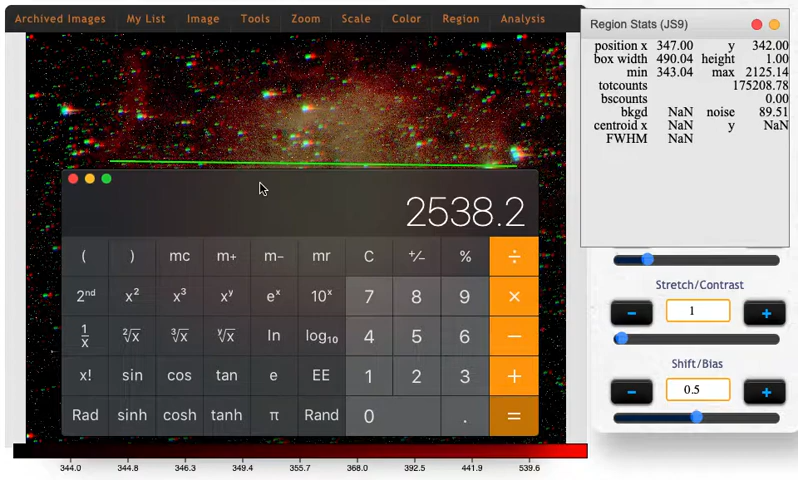 Archived Images My List Image Tools Zoom Scale Color Region Analysis
Region Stats (JS9)
position x 347.00 y 342.00
box width 490.04 height 1.00
min 343.04 max 2125.14
totcounts 175208.78
bscounts 0.00
bkgd NaN noise 89.51
centroid x NaN y NaN
FWHM NaN
2538.2
( ) mc m+ m− mr C ⁺/₋ % ÷
2ⁿᵈ x² x³ xʸ eˣ 10ˣ 7 8 9 ×
1/x ²√x ³√x ʸ√x ln log₁₀ 4 5 6 −
x! sin cos tan e EE 1 2 3 +
Rad sinh cosh tanh π Rand 0 . =
Stretch/Contrast
− 1 +
Shift/Bias
− 0.5 +
344.0 344.8 346.3 349.4 355.7 368.0 392.5 441.9 539.6